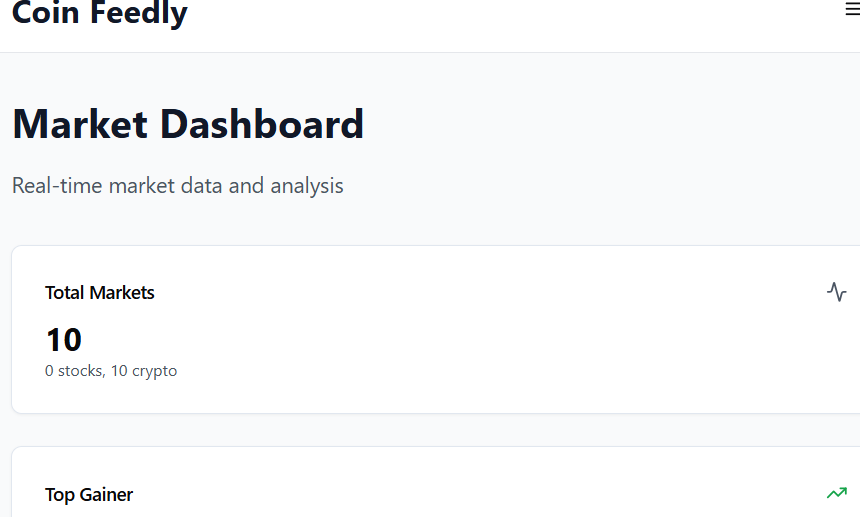 Coin Feedly
Market Dashboard
Real-time market data and analysis
Total Markets
10
0 stocks, 10 crypto
Top Gainer